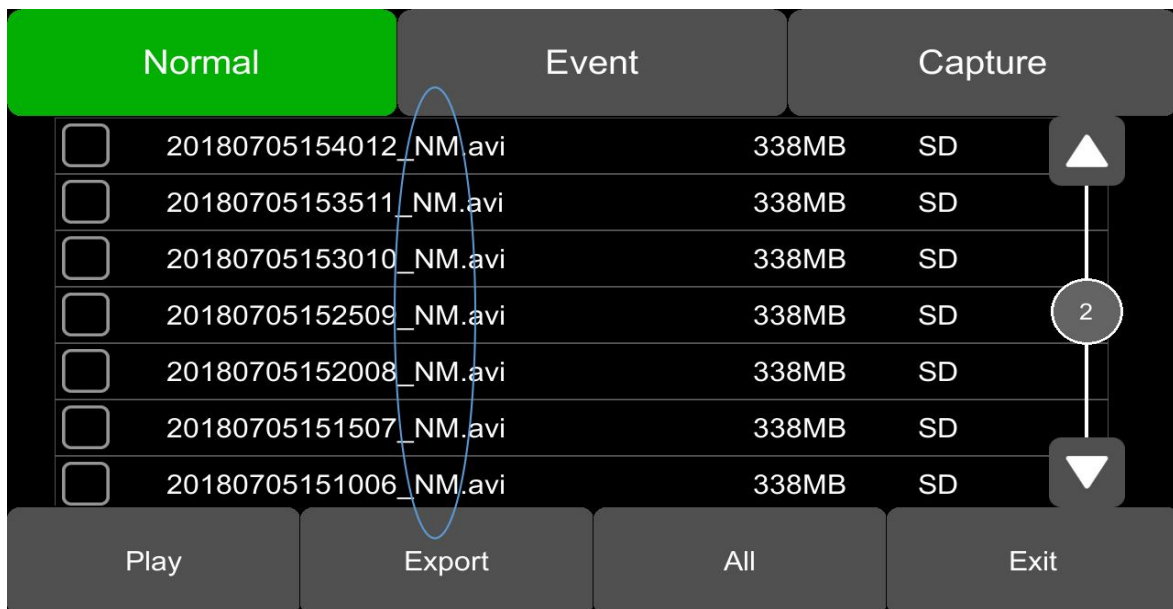 Normal Event Capture
20180705154012_NM.avi 338MB SD
20180705153511_NM.avi 338MB SD
20180705153010_NM.avi 338MB SD
20180705152509_NM.avi 338MB SD 2
20180705152008_NM.avi 338MB SD
20180705151507_NM.avi 338MB SD
20180705151006_NM.avi 338MB SD
Play Export All Exit